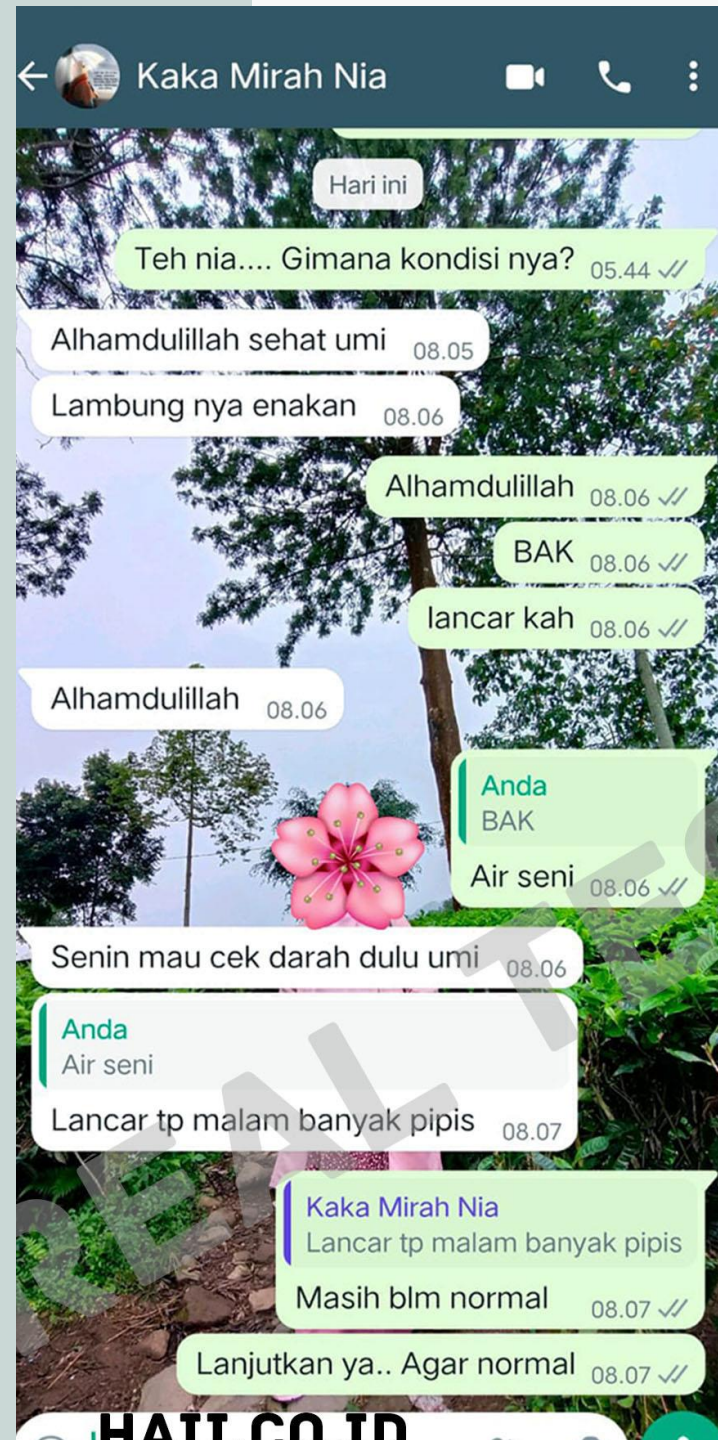 Kaka Mirah Nia
Hari ini
Teh nia.... Gimana kondisi nya? 05.44
Alhamdulillah sehat umi 08.05
Lambung nya enakan 08.06
Alhamdulillah 08.06
BAK 08.06
lancar kah 08.06
Alhamdulillah 08.06
Anda
BAK
Air seni 08.06
Senin mau cek darah dulu umi 08.06
Anda
Air seni
Lancar tp malam banyak pipis 08.07
Kaka Mirah Nia
Lancar tp malam banyak pipis
Masih blm normal 08.07
Lanjutkan ya.. Agar normal 08.07
REAL